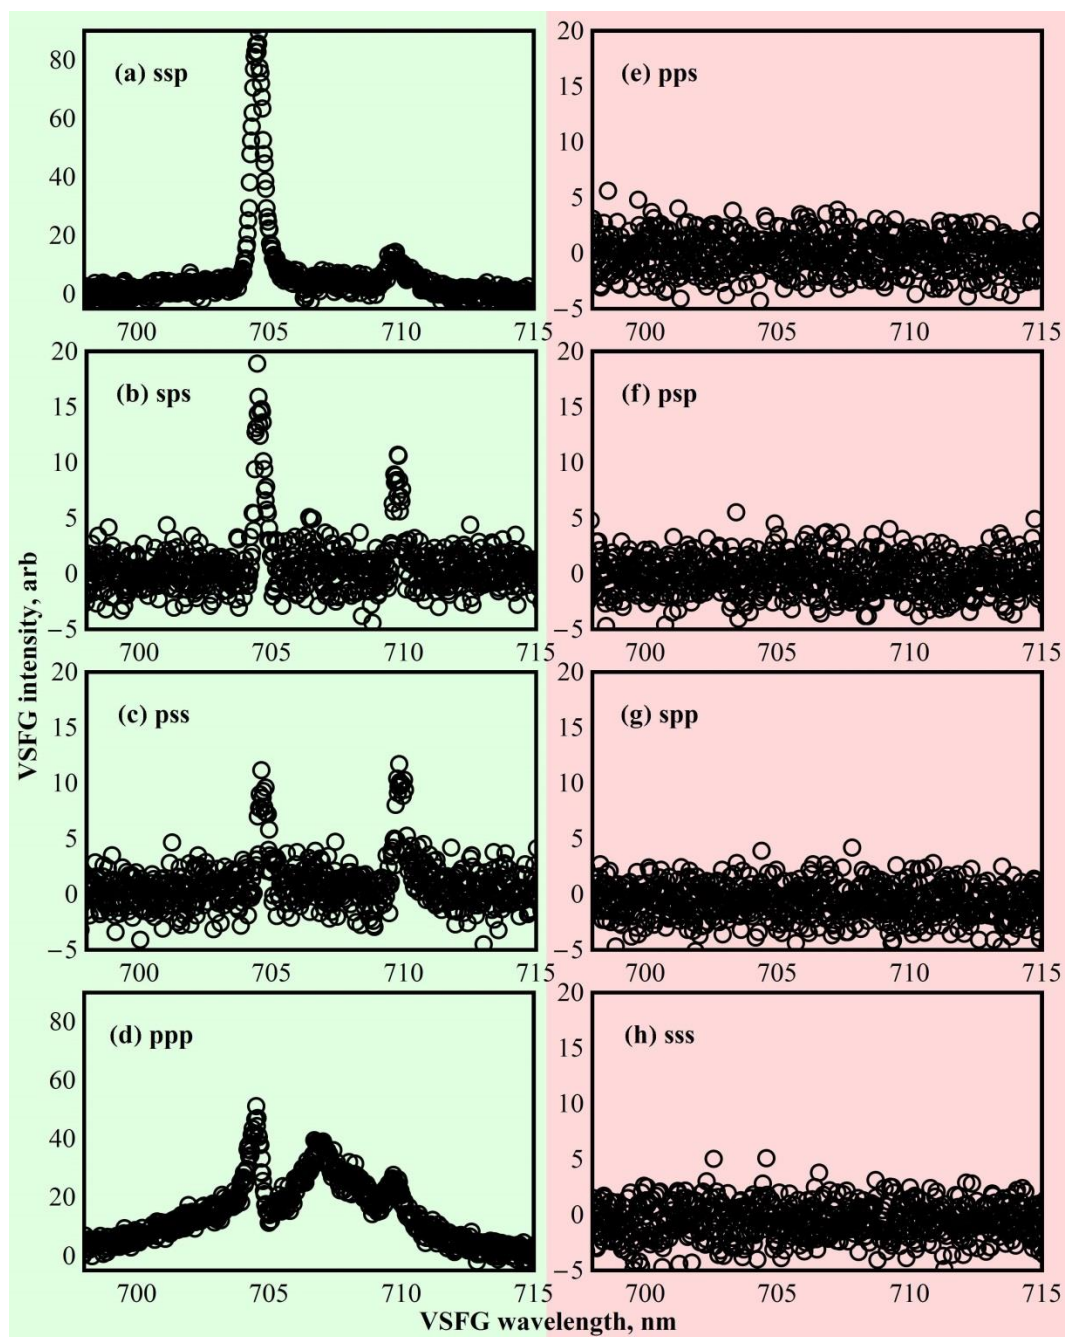 (a) ssp
80
60
40
20
0
700 705 710 715
(e) pps
20
15
10
5
0
−5
700 705 710 715
(b) sps
20
15
10
5
0
−5
700 705 710 715
(f) psp
20
15
10
5
0
−5
700 705 710 715
(c) pss
20
15
10
5
0
−5
700 705 710 715
(g) spp
20
15
10
5
0
−5
700 705 710 715
(d) ppp
80
60
40
20
0
700 705 710 715
(h) sss
20
15
10
5
0
−5
700 705 710 715
VSFG intensity, arb
VSFG wavelength, nm